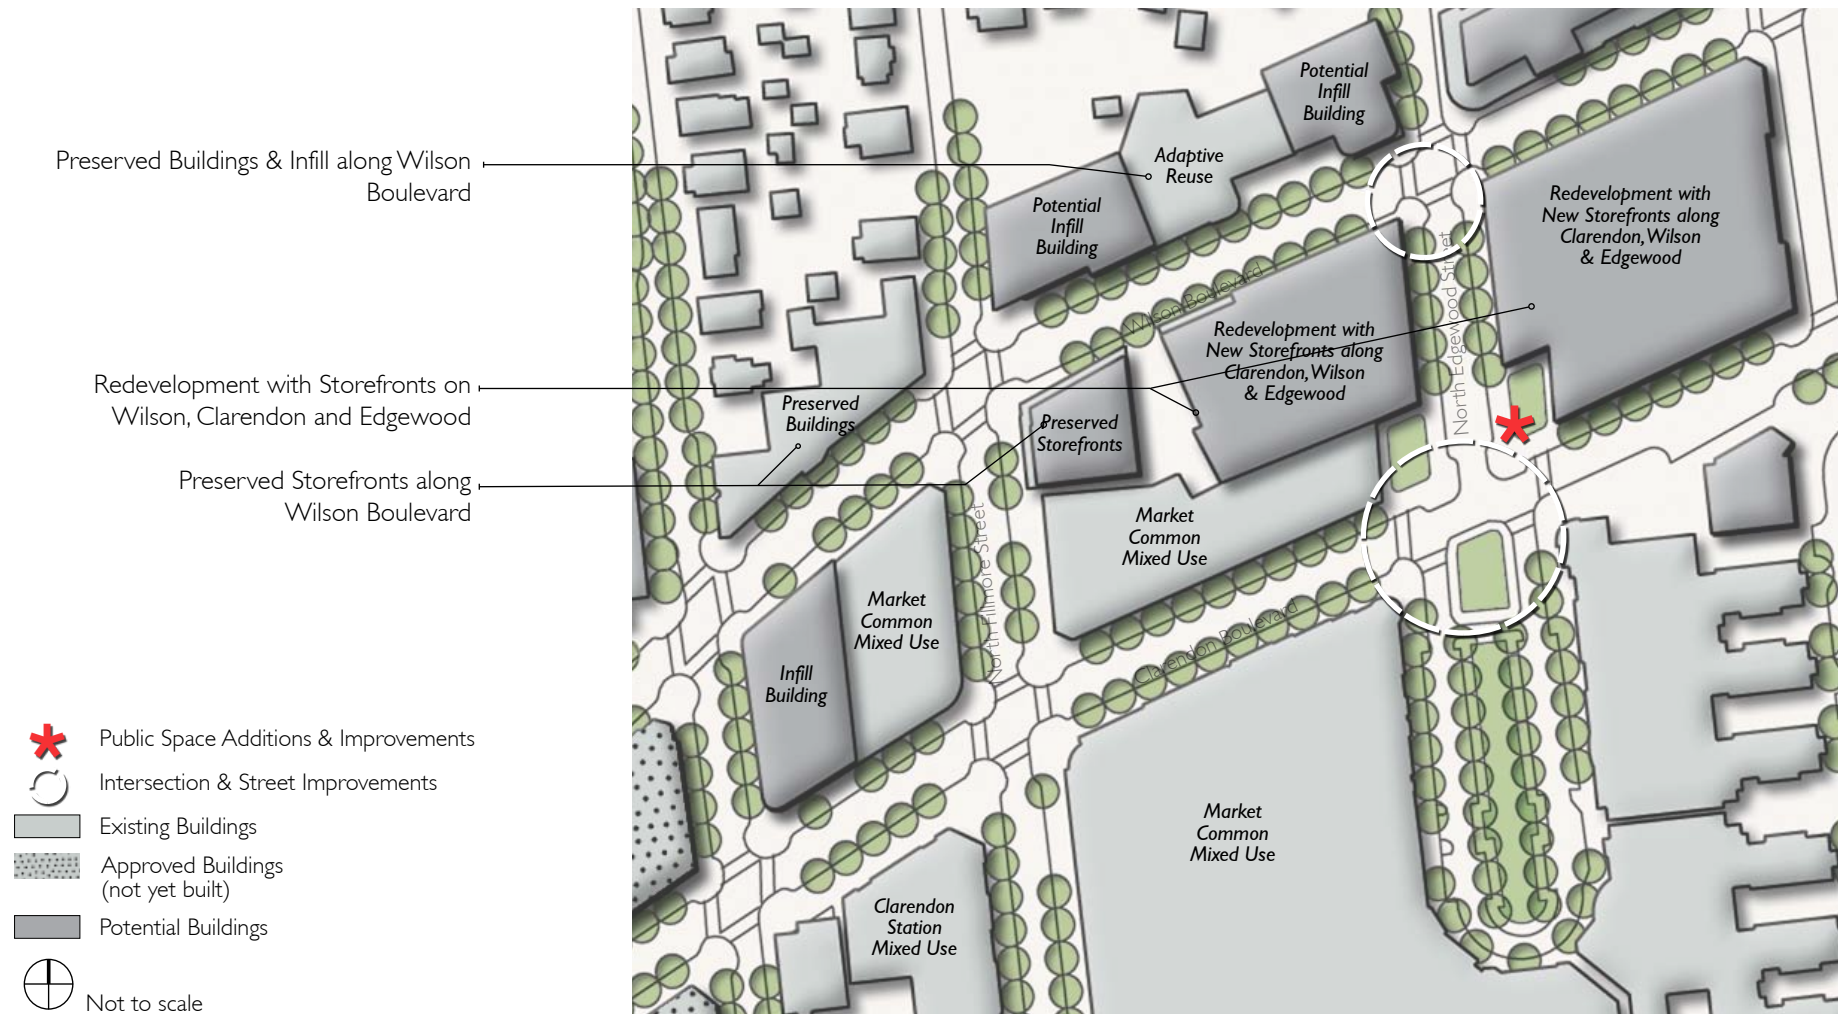 Preserved Buildings & Infill along Wilson
Boulevard
Redevelopment with Storefronts on
Wilson, Clarendon and Edgewood
Preserved Storefronts along
Wilson Boulevard
Public Space Additions & Improvements
Intersection & Street Improvements
Existing Buildings
Approved Buildings
(not yet built)
Potential Buildings
Not to scale
Potential
Infill
Building
Adaptive
Reuse
Potential
Infill
Building
Redevelopment with
New Storefronts along
Clarendon, Wilson
& Edgewood
Wilson Boulevard
North Edgewood Street
Redevelopment with
New Storefronts along
Clarendon, Wilson
& Edgewood
Preserved
Buildings
Preserved
Storefronts
Market
Common
Mixed Use
North Fillmore Street
Market
Common
Mixed Use
Clarendon Boulevard
Infill
Building
Market
Common
Mixed Use
Clarendon
Station
Mixed Use